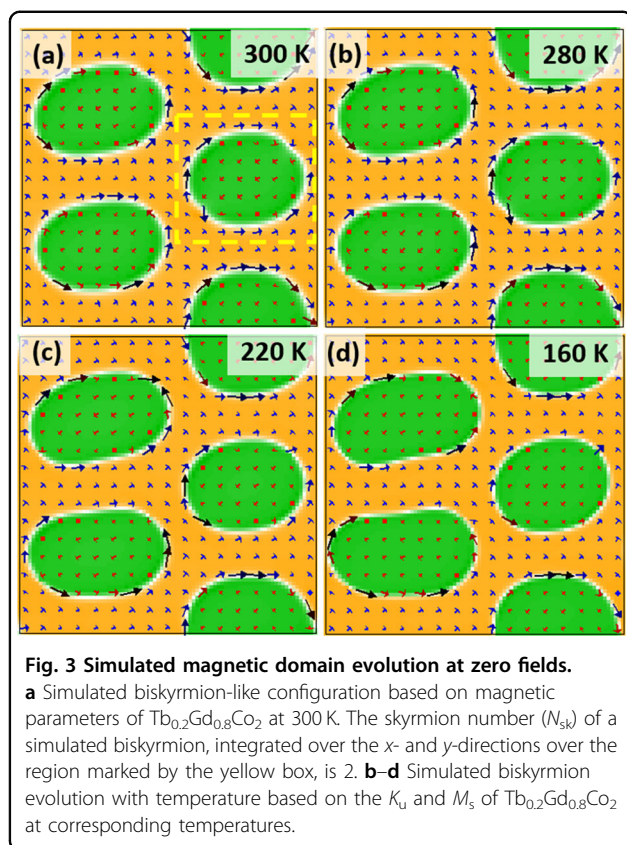 (a) 300 K
(b) 280 K
(c) 220 K
(d) 160 K
Fig. 3 Simulated magnetic domain evolution at zero fields.
a Simulated biskyrmion-like configuration based on magnetic
parameters of Tb0.2Gd0.8Co2 at 300 K. The skyrmion number (Nsk) of a
simulated biskyrmion, integrated over the x- and y-directions over the
region marked by the yellow box, is 2. b–d Simulated biskyrmion
evolution with temperature based on the Ku and Ms of Tb0.2Gd0.8Co2
at corresponding temperatures.